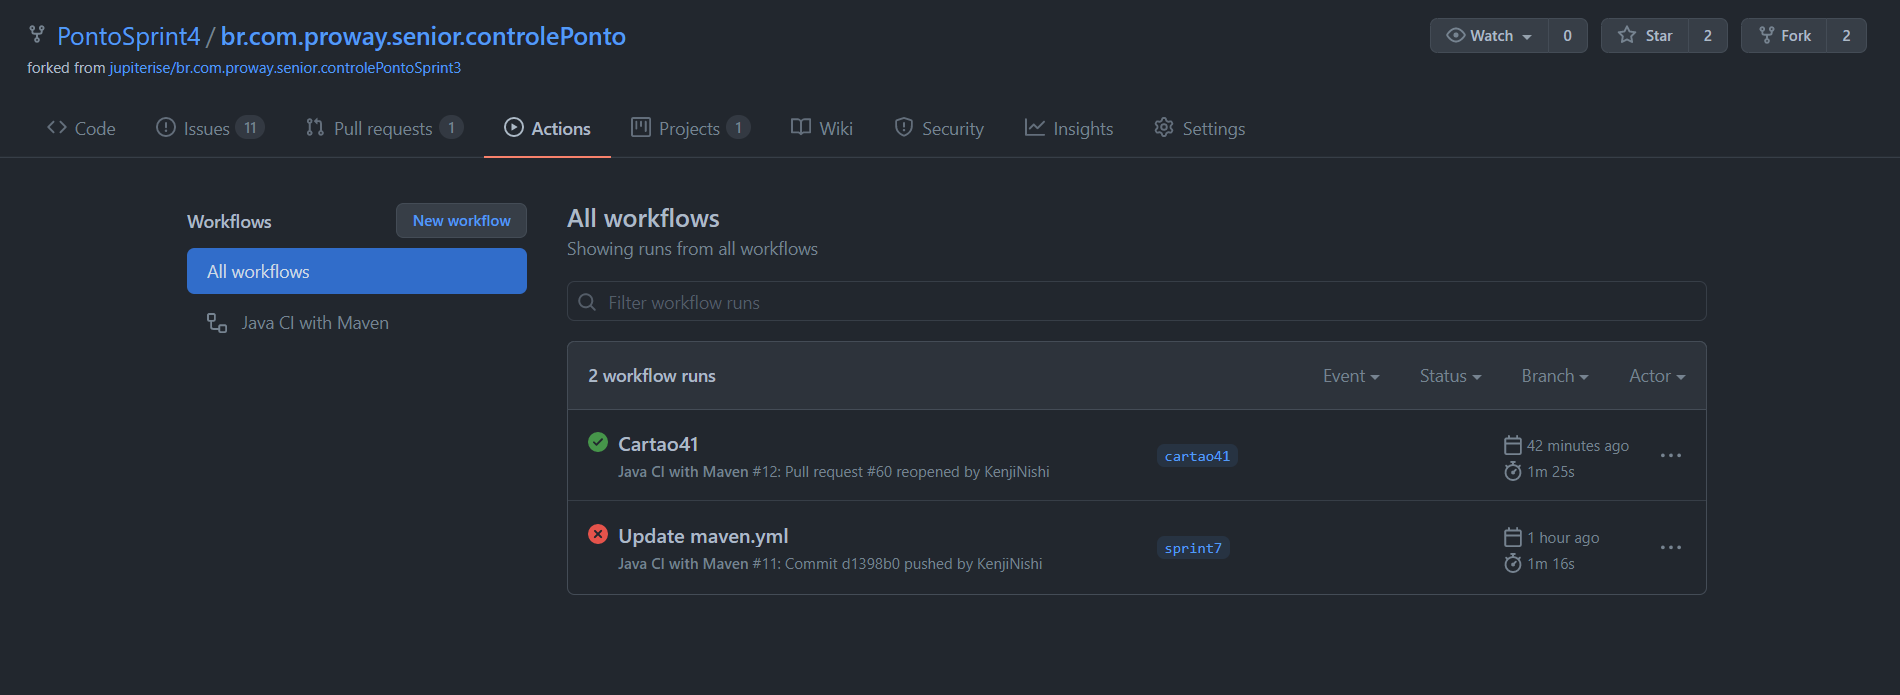 PontoSprint4 / br.com.proway.senior.controlePonto
Watch 0
Star 2
Fork 2
forked from jupiterise/br.com.proway.senior.controlePontoSprint3
Code Issues 11 Pull requests 1 Actions Projects 1 Wiki Security Insights Settings
Workflows
New workflow
All workflows
Java CI with Maven
All workflows
Showing runs from all workflows
Filter workflow runs
2 workflow runs
Event Status Branch Actor
Cartao41
Java CI with Maven #12: Pull request #60 reopened by KenjiNishi
cartao41
42 minutes ago
1m 25s
Update maven.yml
Java CI with Maven #11: Commit d1398b0 pushed by KenjiNishi
sprint7
1 hour ago
1m 16s